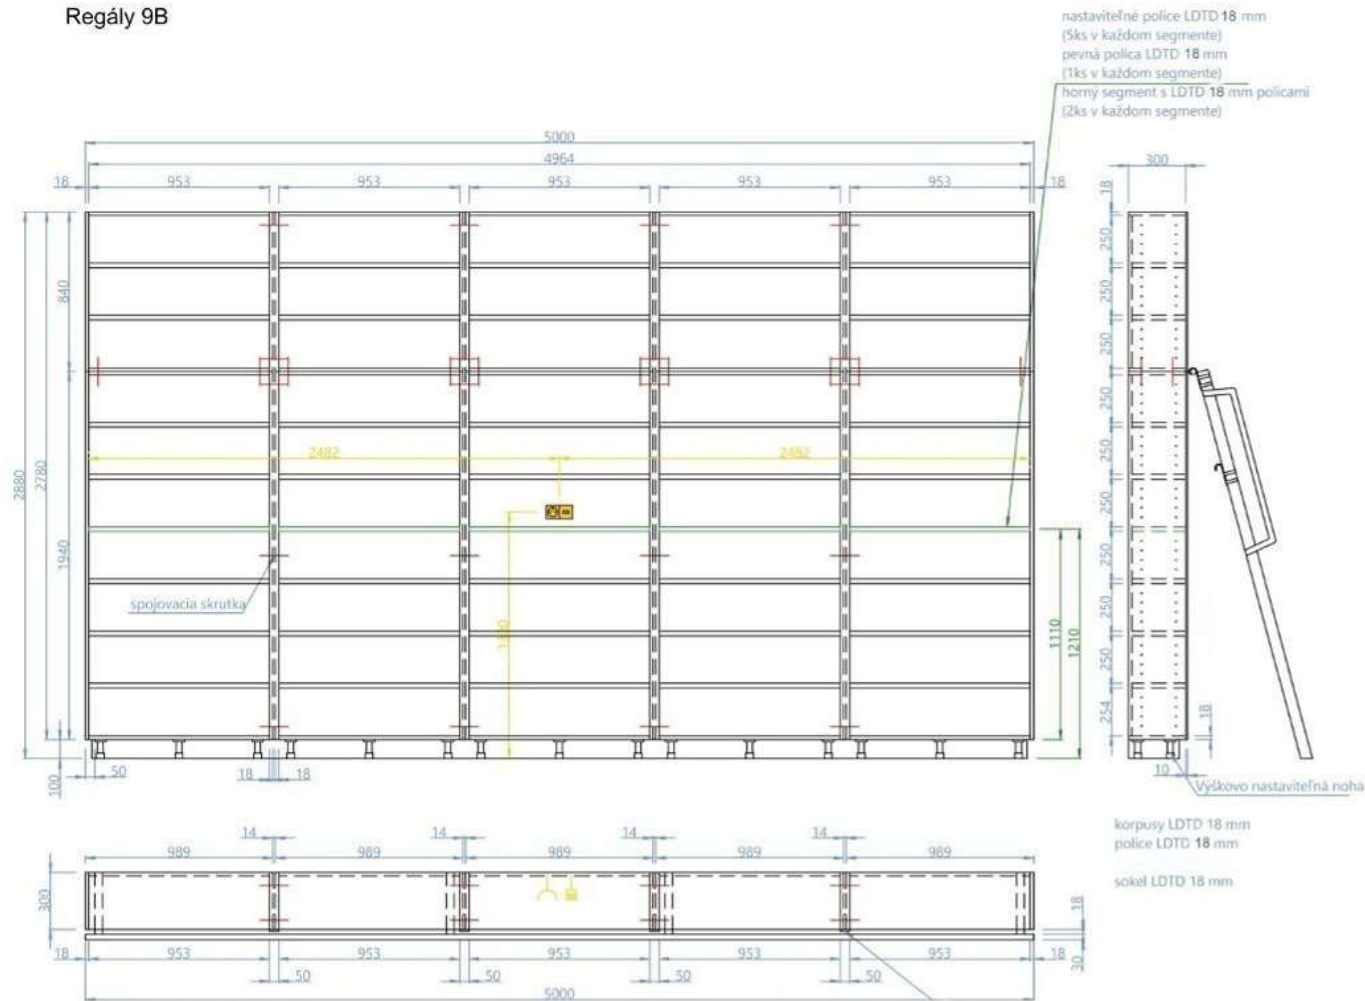 Regály 9B
nastaviteľné police LDTD 18 mm
(5ks v každom segmente)
pevná polica LDTD 18 mm
(1ks v každom segmente)
horný segment s LDTD 18 mm policami
(2ks v každom segmente)
5000
4964
18 953 953 953 953 953 18
300
18
250
250
250
250
250
250
250
250
250
254
18
10
840
2880
2780
1940
2482 2482
1110
1210
spojovacia skrutka
100
50
18 18
Výškovo nastaviteľná noha
korpusy LDTD 18 mm
police LDTD 18 mm
sokel LDTD 18 mm
14 14 14 14
989 989 989 989 989
300
18
30
18 953 953 953 953 953 18
50 50 50 50
5000